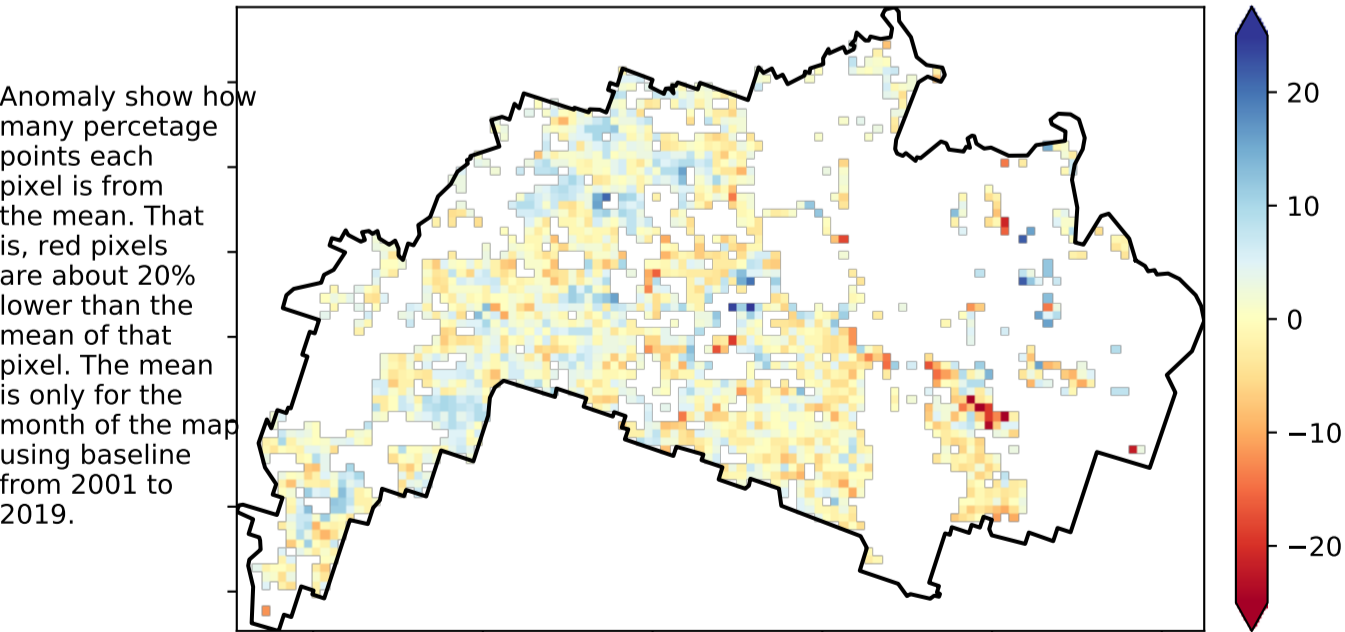 Anomaly show how
many percetage
points each
pixel is from
the mean. That
is, red pixels
are about 20%
lower than the
mean of that
pixel. The mean
is only for the
month of the map
using baseline
from 2001 to
2019.
20
10
0
−10
−20